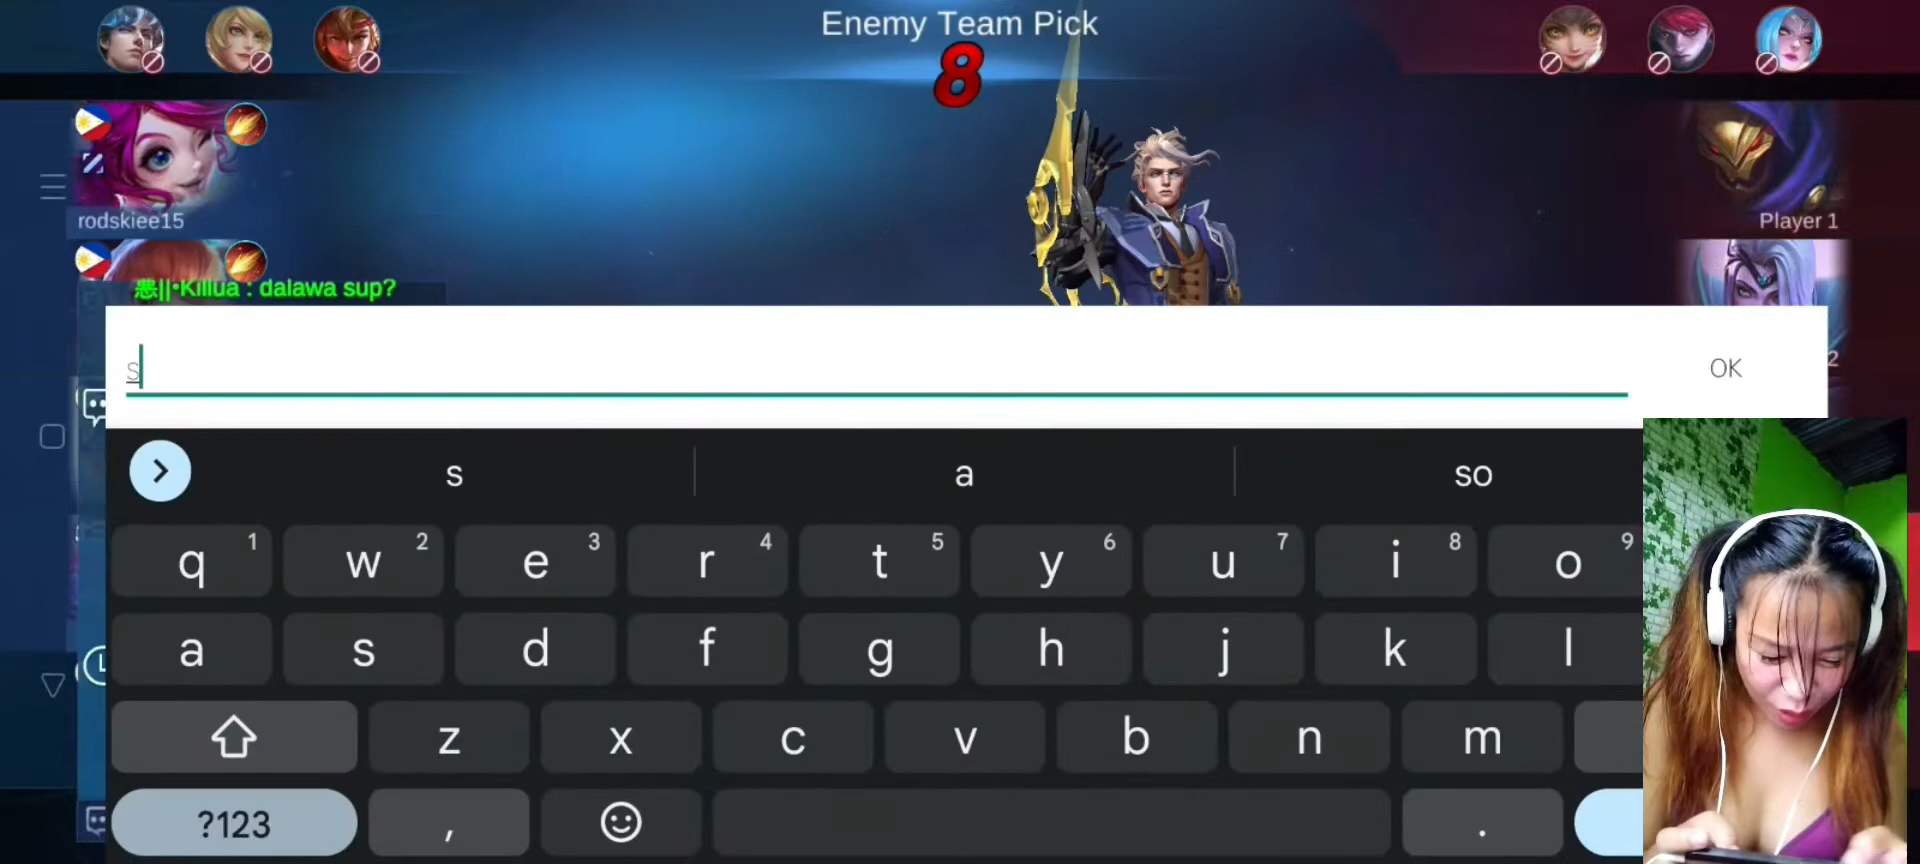 Enemy Team Pick
8
rodskiee15
Player 1
悪||•Killua : dalawa sup?
s
OK
2
s a so
q 1 w 2 e 3 r 4 t 5 y 6 u 7 i 8 o 9
a s d f g h j k l
z x c v b n m
?123 , .